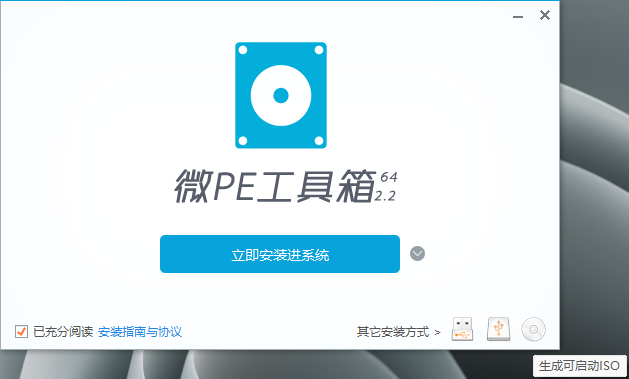 微PE工具箱 64
2.2
立即安装进系统
已充分阅读 安装指南与协议
其它安装方式 >
生成可启动ISO